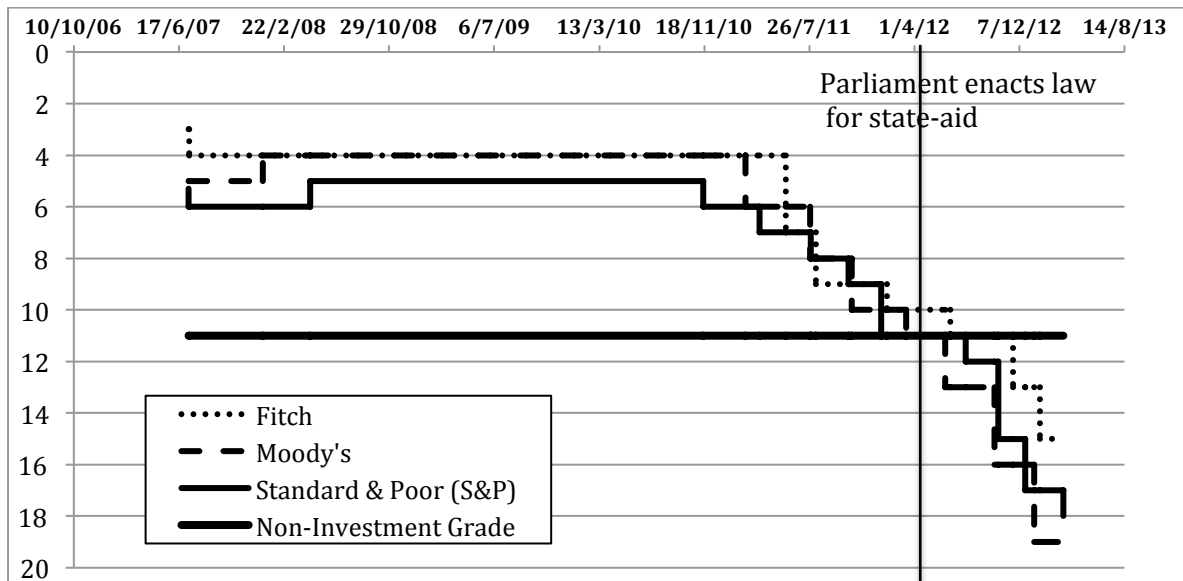 10/10/06 17/6/07 22/2/08 29/10/08 6/7/09 13/3/10 18/11/10 26/7/11 1/4/12 7/12/12 14/8/13
0
2
4
6
8
10
12
14
16
18
20
Parliament enacts law
for state-aid
Fitch
Moody's
Standard & Poor (S&P)
Non-Investment Grade